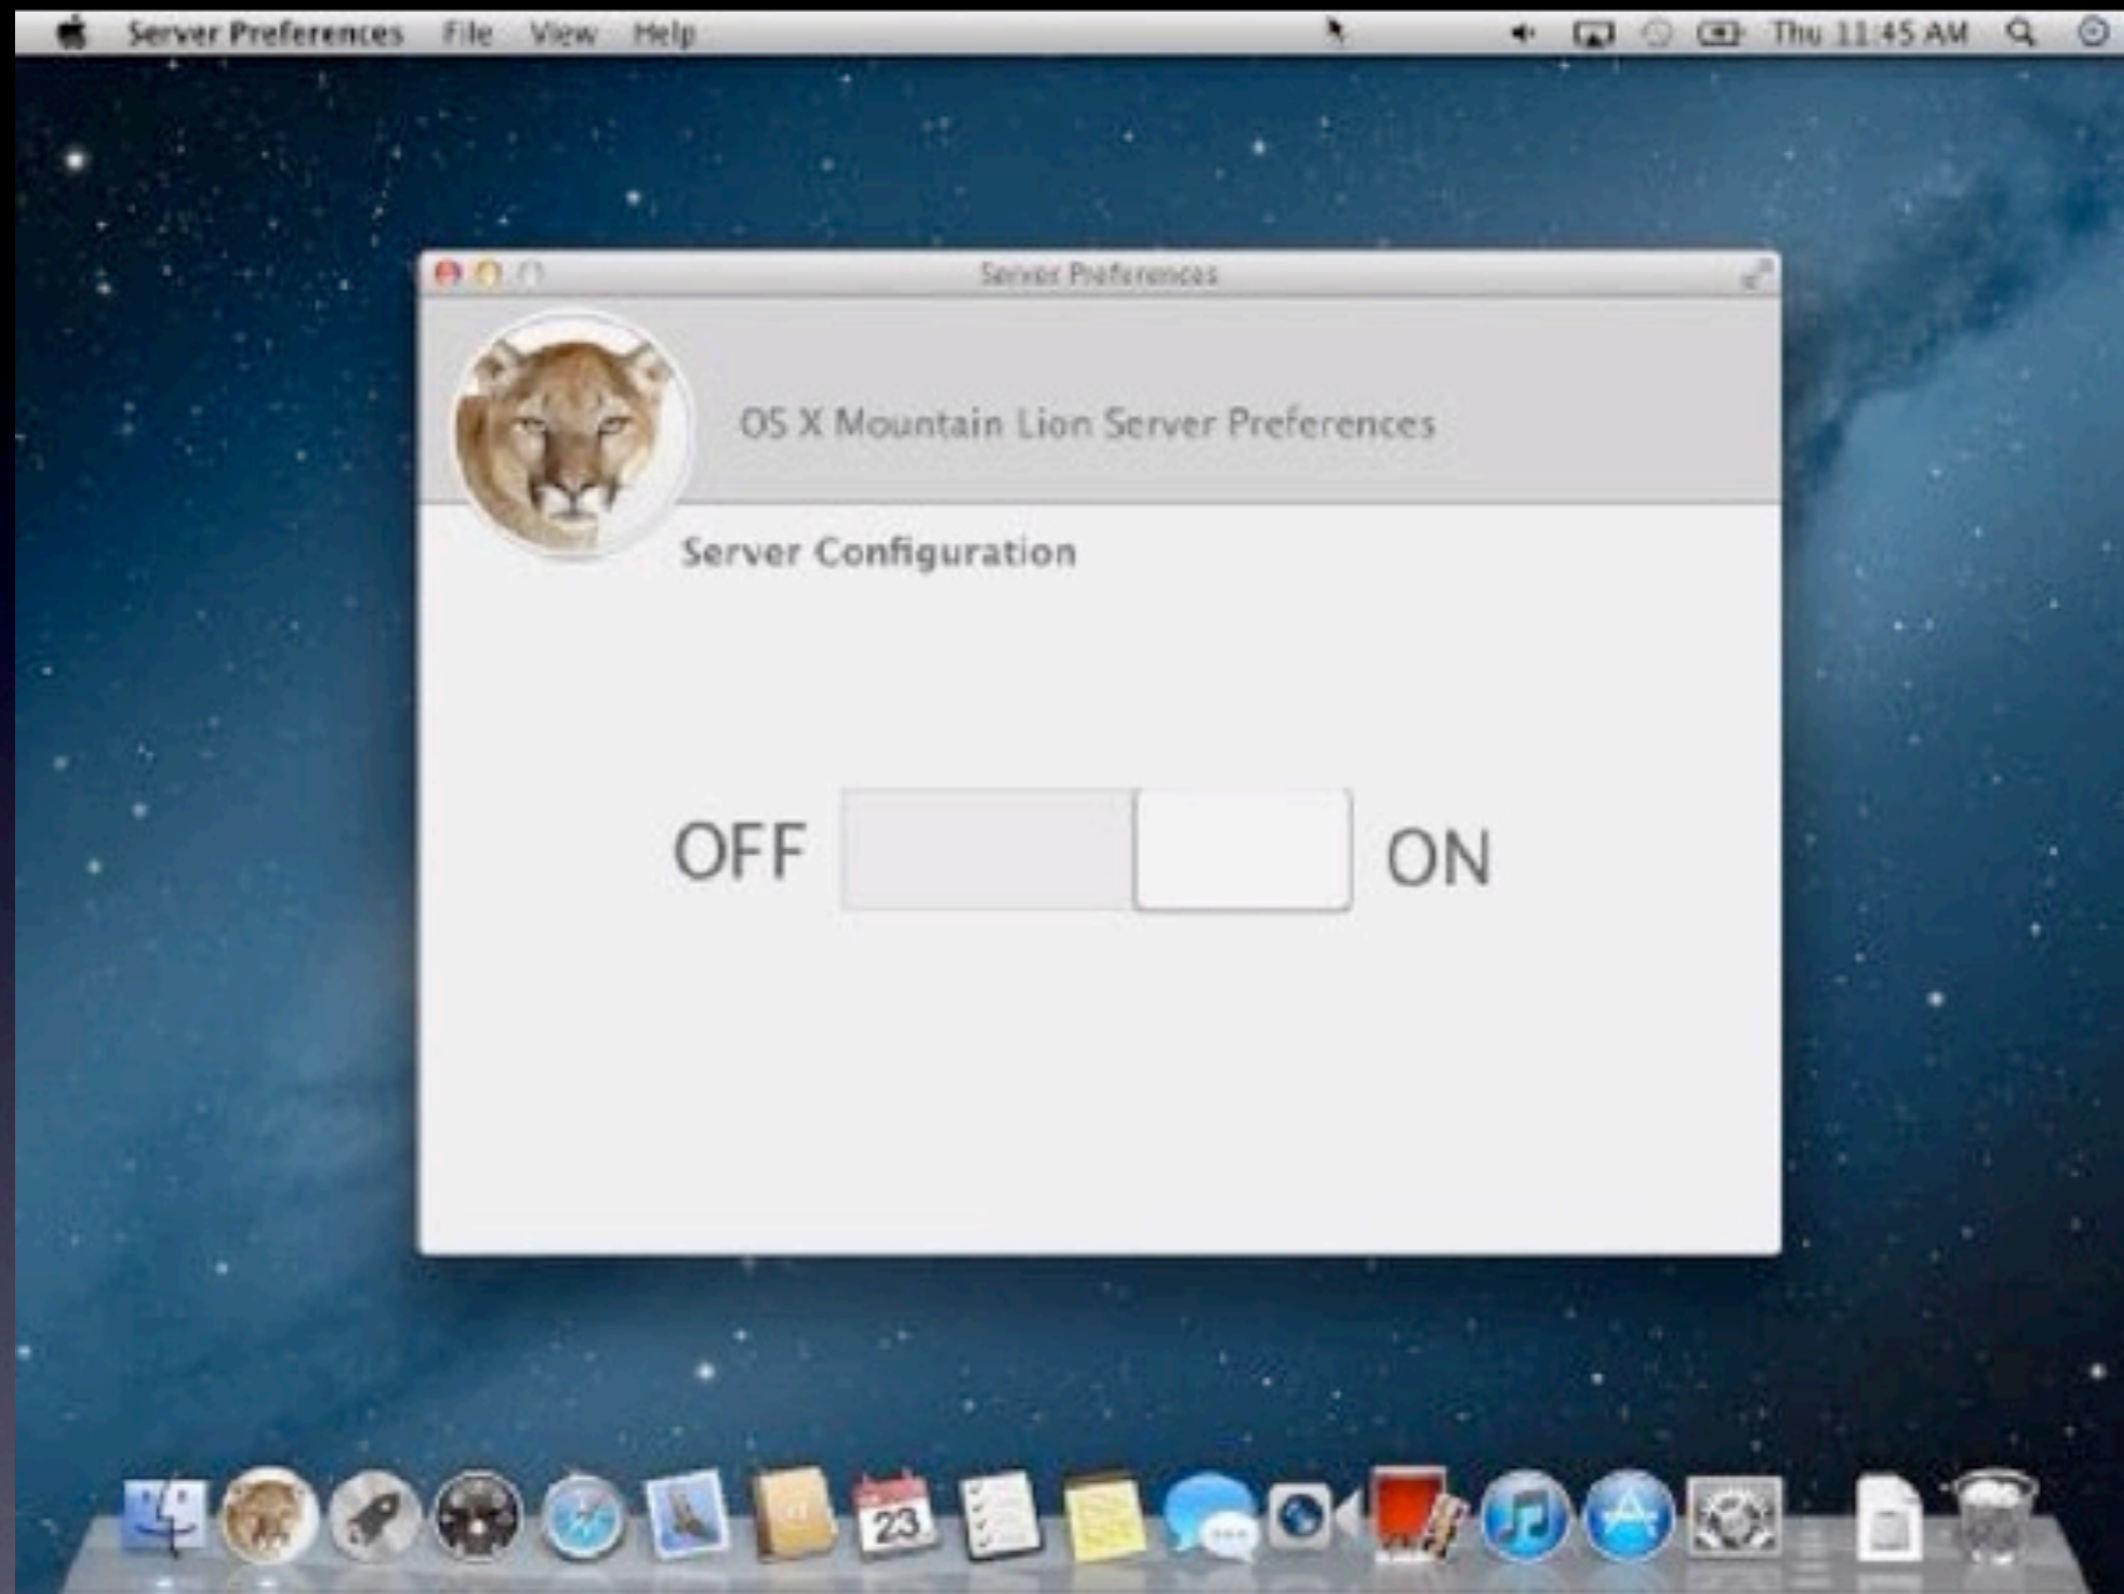 Server Preferences File View Help Thu 11:45 AM
Server Preferences
OS X Mountain Lion Server Preferences
Server Configuration
OFF ON
23